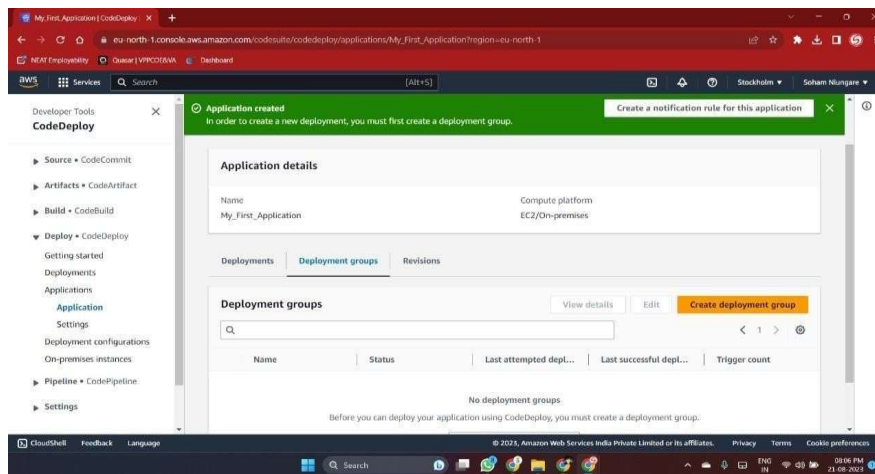 My_First_Application | CodeDeploy
eu-north-1.console.aws.amazon.com/codesuite/codedeploy/applications/My_First_Application?region=eu-north-1
NEAT Employability
Quasar | VPPCOE&VA
Dashboard
aws
Services
Search
[Alt+S]
Stockholm
Soham Niungare
Developer Tools
CodeDeploy
Source • CodeCommit
Artifacts • CodeArtifact
Build • CodeBuild
Deploy • CodeDeploy
Getting started
Deployments
Applications
Application
Settings
Deployment configurations
On-premises instances
Pipeline • CodePipeline
Settings
Application created
In order to create a new deployment, you must first create a deployment group.
Create a notification rule for this application
Application details
Name
My_First_Application
Compute platform
EC2/On-premises
Deployments
Deployment groups
Revisions
Deployment groups
View details
Edit
Create deployment group
1
Name
Status
Last attempted depl...
Last successful depl...
Trigger count
No deployment groups
Before you can deploy your application using CodeDeploy, you must create a deployment group.
CloudShell
Feedback
Language
© 2023, Amazon Web Services India Private Limited or its affiliates.
Privacy
Terms
Cookie preferences
Search
ENG
IN
08:06 PM
21-08-2023